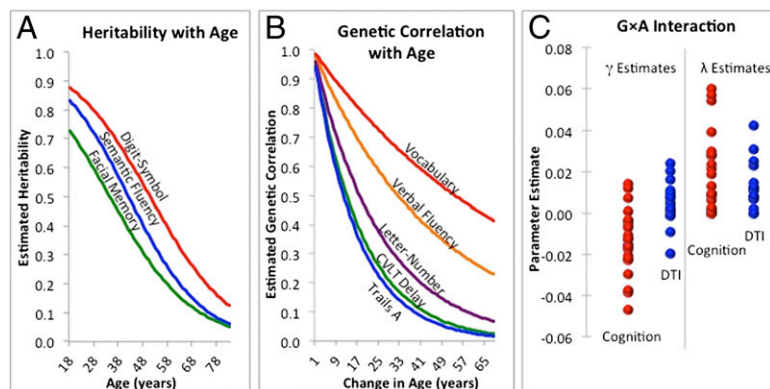 A
Heritability with Age
Estimated Heritability
1.0
0.9
0.8
0.7
0.6
0.5
0.4
0.3
0.2
0.1
0.0
Digit-Symbol
Semantic Fluency
Facial Memory
18
28
38
48
58
68
78
Age (years)
B
Genetic Correlation
with Age
Estimated Genetic Correlation
1.0
0.9
0.8
0.7
0.6
0.5
0.4
0.3
0.2
0.1
0.0
Vocabulary
Verbal Fluency
Letter-Number
CVLT Delay
Trails A
1
9
17
25
33
41
49
57
65
Change in Age (years)
C
G×A Interaction
Parameter Estimate
0.08
0.06
0.04
0.02
0.00
-0.02
-0.04
-0.06
γ Estimates
λ Estimates
Cognition
DTI
Cognition
DTI